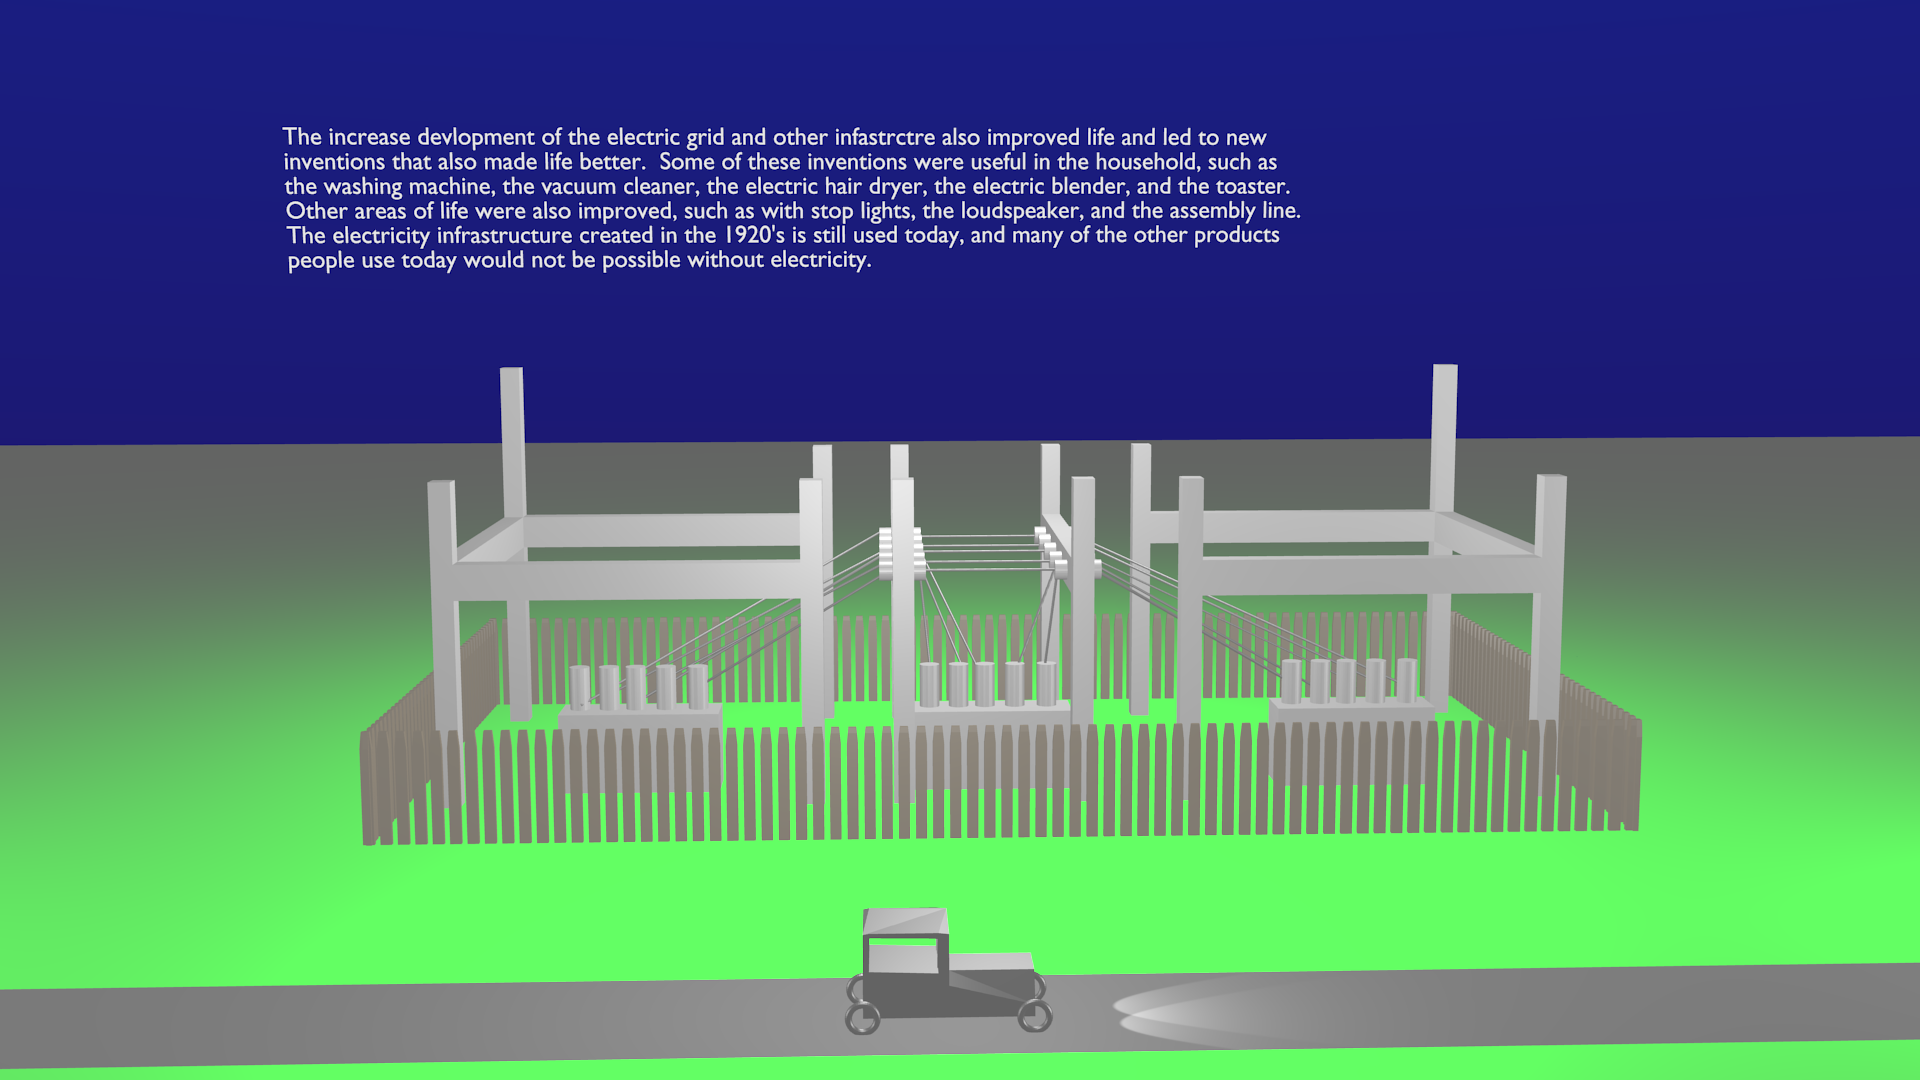 The increase devlopment of the electric grid and other infastrctre also improved life and led to new
inventions that also made life better.  Some of these inventions were useful in the household, such as
the washing machine, the vacuum cleaner, the electric hair dryer, the electric blender, and the toaster.
Other areas of life were also improved, such as with stop lights, the loudspeaker, and the assembly line.
The electricity infrastructure created in the 1920's is still used today, and many of the other products
people use today would not be possible without electricity.